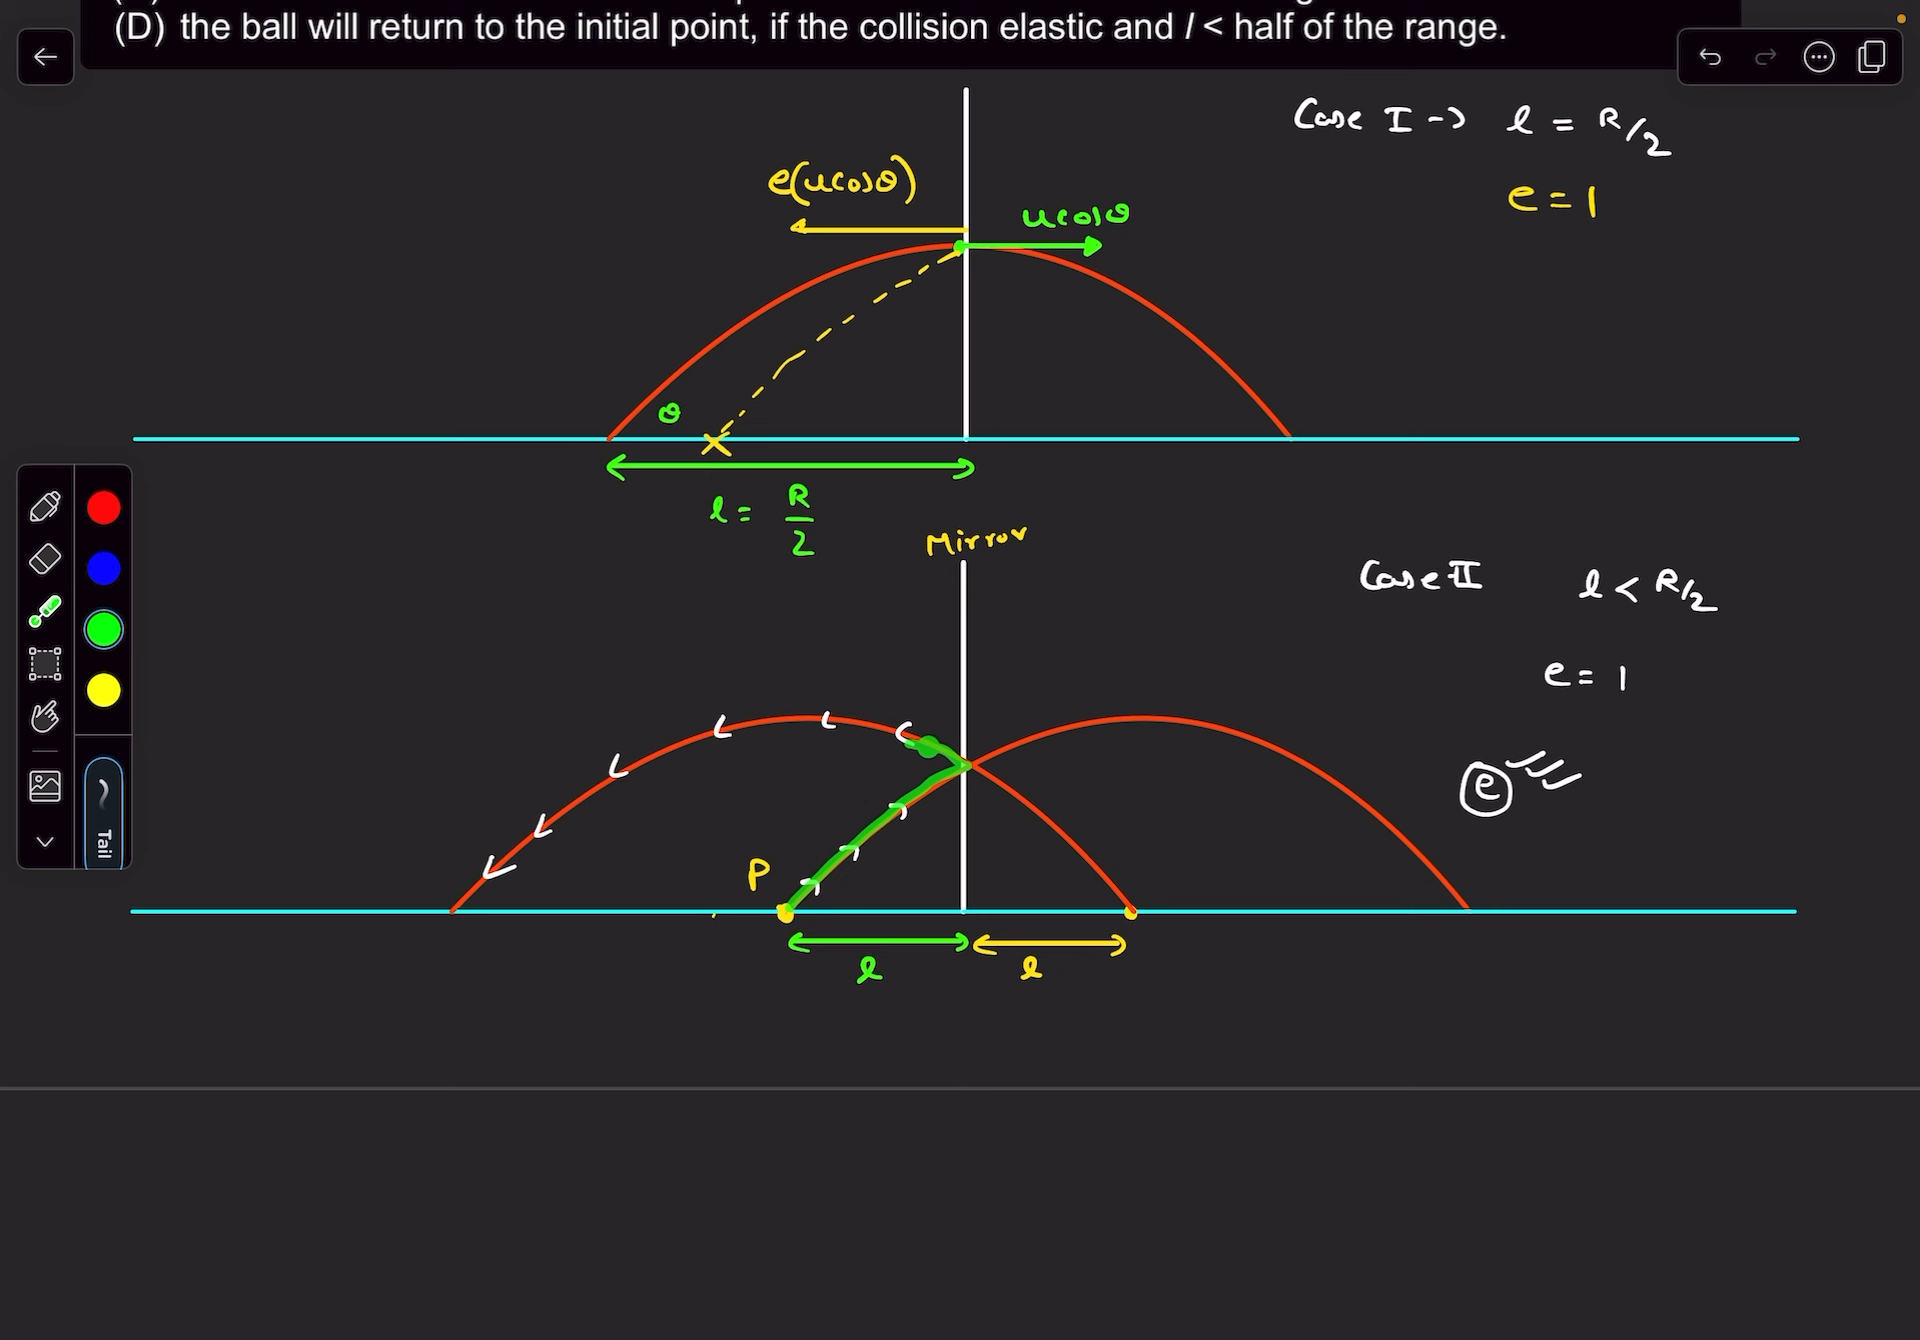 (D) the ball will return to the initial point, if the collision elastic and l < half of the range.
Case I -> l = R/2
e = 1
e(ucosθ)
ucosθ
θ
l = R/2
Mirror
Case II l < R/2
e = 1
e
P
l
l
Tail